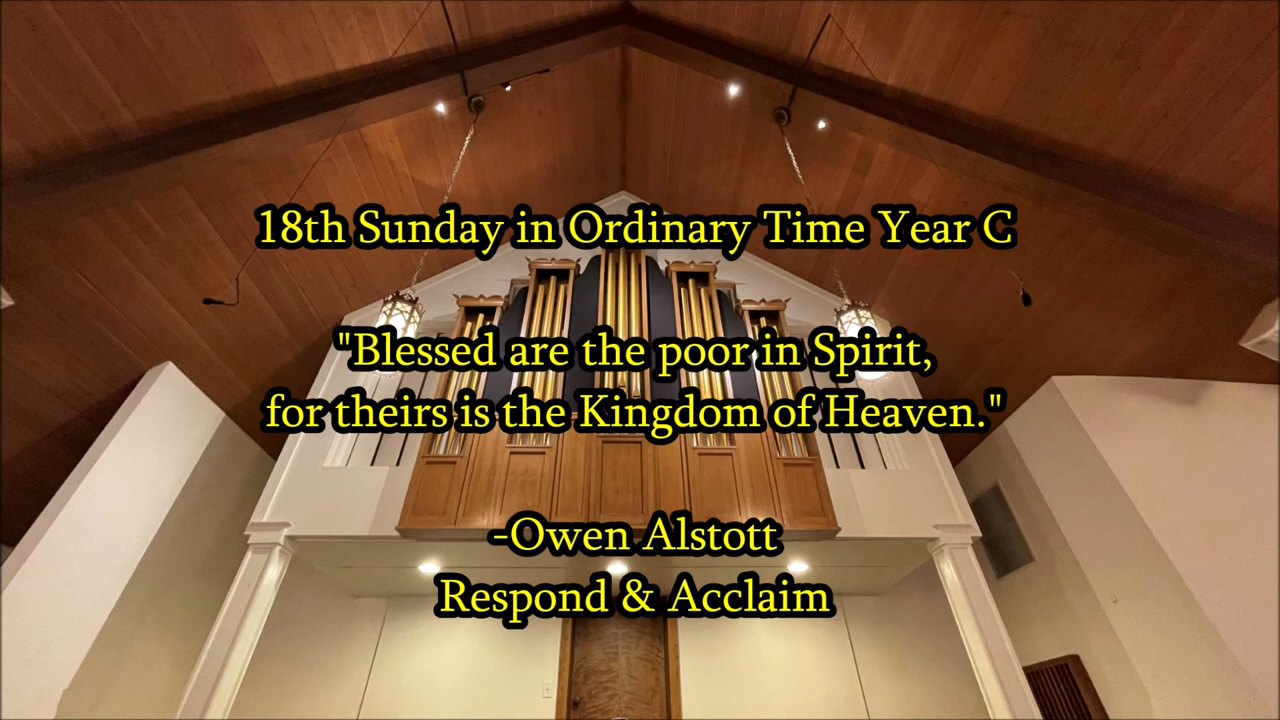 18th Sunday in Ordinary Time Year C
"Blessed are the poor in Spirit,
for theirs is the Kingdom of Heaven."
-Owen Alstott
Respond & Acclaim